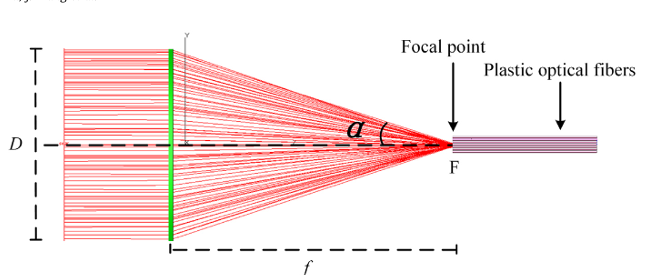 Focal point
Plastic optical fibers
a
D
F
f